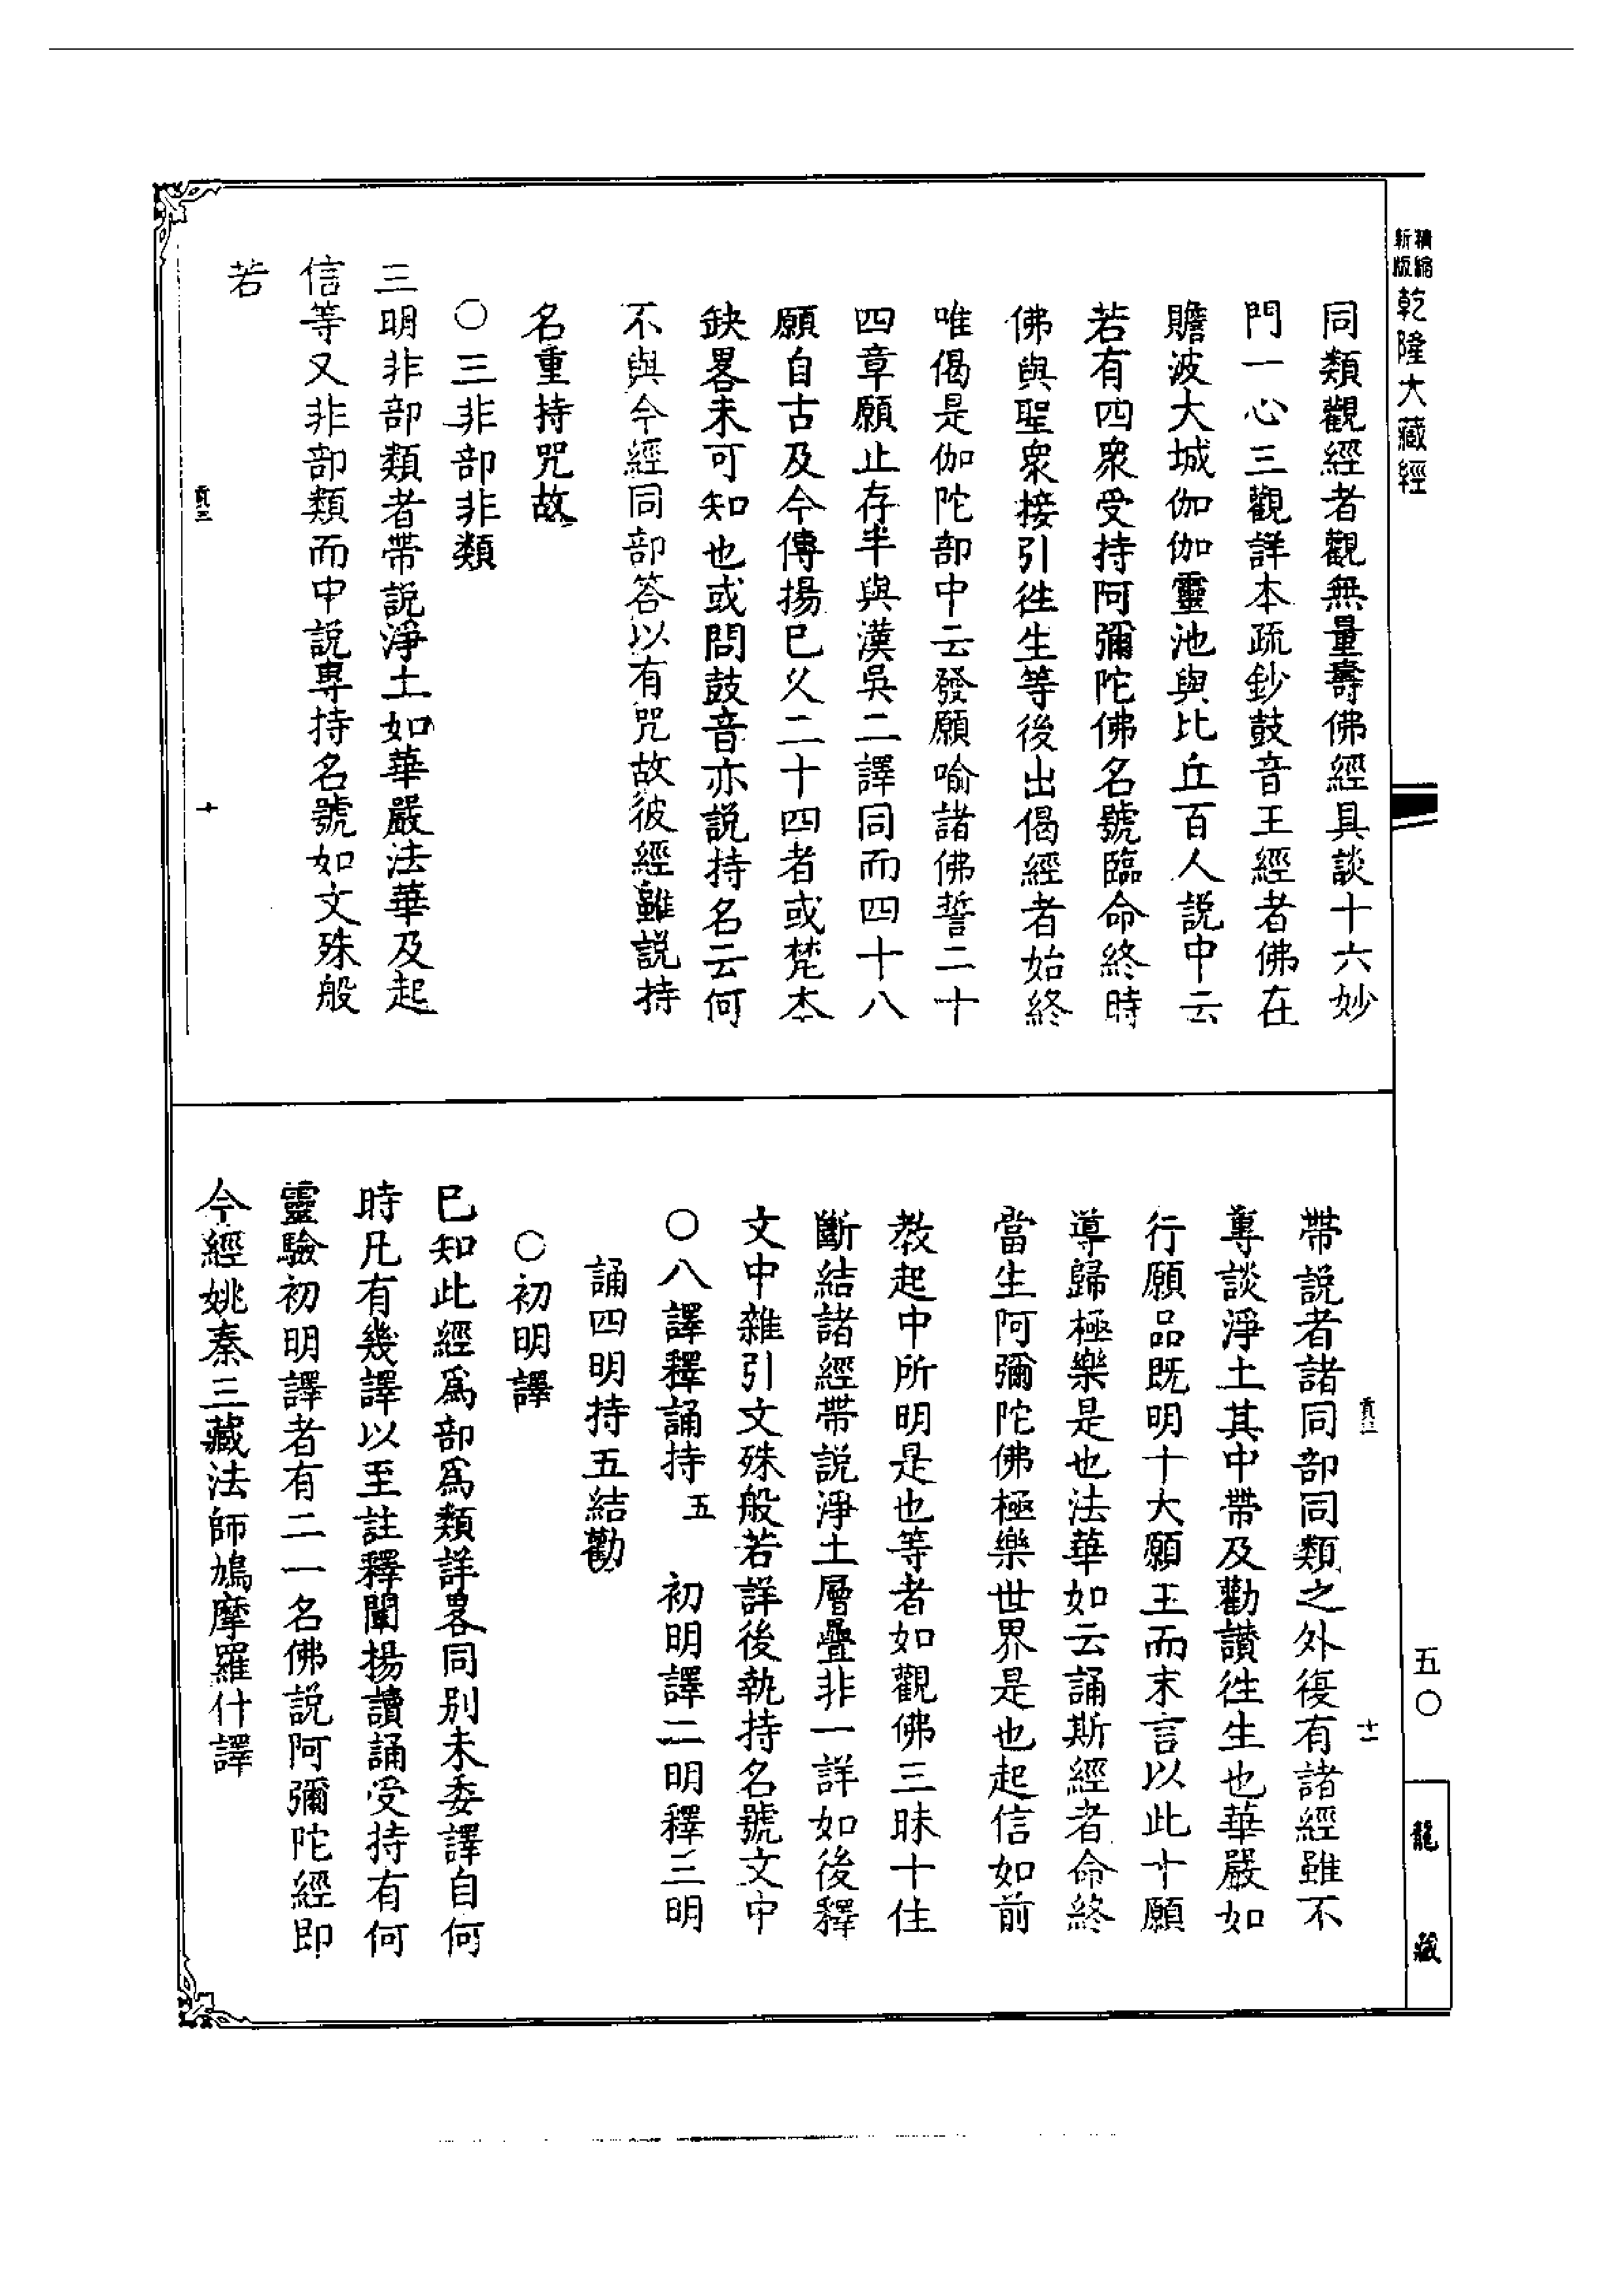 精縮
新版
乾隆大藏經
同類觀經者觀無量壽佛經具談十六妙
門一心三觀詳本疏鈔鼓音王經者佛在
贍波大城伽伽靈池與比丘百人説中云
若有四衆受持阿彌陀佛名號臨命終時
佛與聖衆接引徃生等後出偈經者始終
唯偈是伽陀部中云發願喻諸佛誓二十
四章願止存半與漢吳二譯同而四十八
願自古及今傳揚已乆二十四者或梵本
缺畧未可知也或問鼓音亦説持名云何
不與今經同部答以有咒故彼經雖説持
名重持咒故
○三非部非類
三明非部類者帶説淨土如華嚴法華及起
信等又非部類而中説專持名號如文殊般
若
貢三
十
貢三
十一
帶説者諸同部同類之外復有諸經雖不
專談淨土其中帶及勸讃徃生也華嚴如
行願品既明十大願王而末言以此十願
導歸極樂是也法華如云誦斯經者命終
當生阿彌陀佛極樂世界是也起信如前
教起中所明是也等者如觀佛三昧十住
斷結諸經帶説淨土層疊非一詳如後釋
文中雜引文殊般若詳後執持名號文中
○八譯釋誦持五 初明譯二明釋三明
誦四明持五結勸
○初明譯
已知此經爲部爲類詳畧同別未委譯自何
時凡有幾譯以至註釋闡揚讀誦受持有何
靈驗初明譯者有二一名佛説阿彌陀經即
今經姚秦三藏法師鳩摩羅什譯
五〇
龍藏